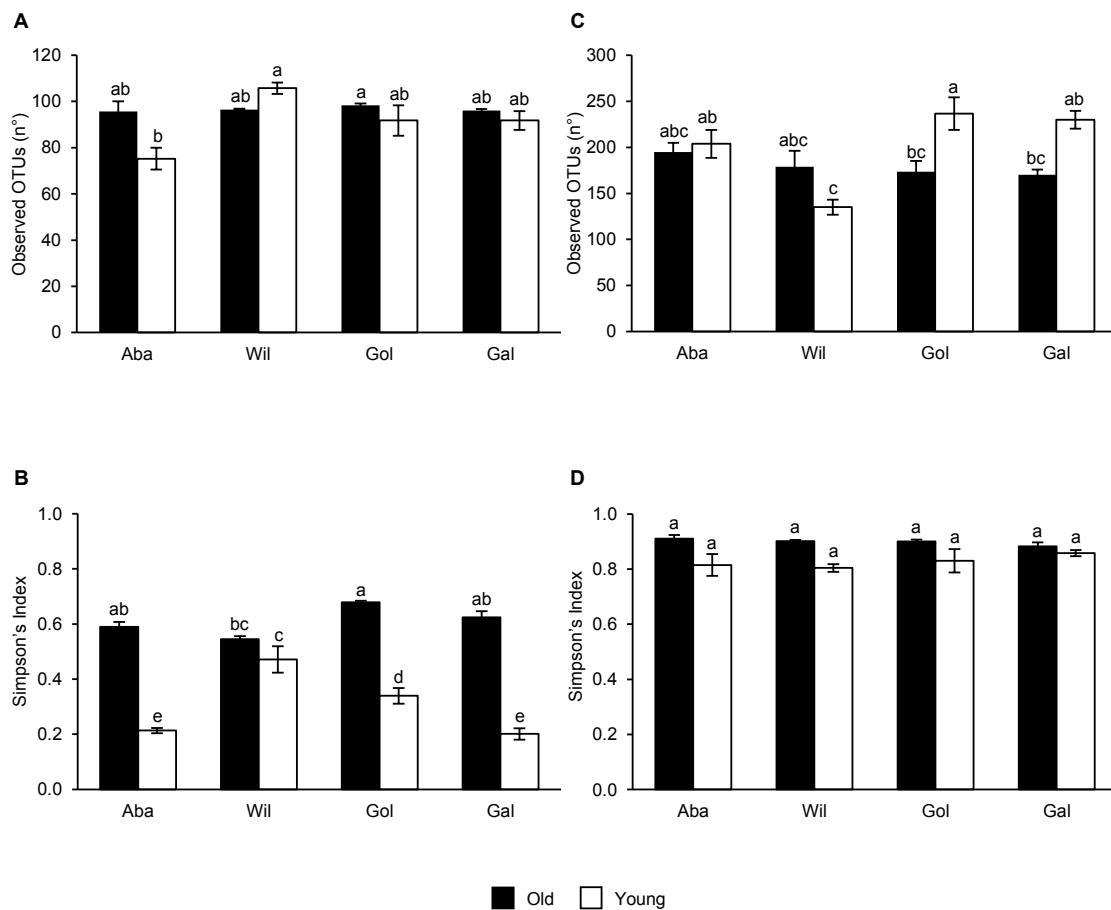 A
Observed OTUs (n°)
120
100
80
60
40
20
0
ab
b
ab
a
a
ab
ab
ab
Aba Wil Gol Gal
C
Observed OTUs (n°)
300
250
200
150
100
50
0
abc
ab
abc
c
bc
a
bc
ab
Aba Wil Gol Gal
B
Simpson's Index
1.0
0.8
0.6
0.4
0.2
0.0
ab
e
bc
c
a
d
ab
e
Aba Wil Gol Gal
D
Simpson's Index
1.0
0.8
0.6
0.4
0.2
0.0
a
a
a
a
a
a
a
a
Aba Wil Gol Gal
Old Young